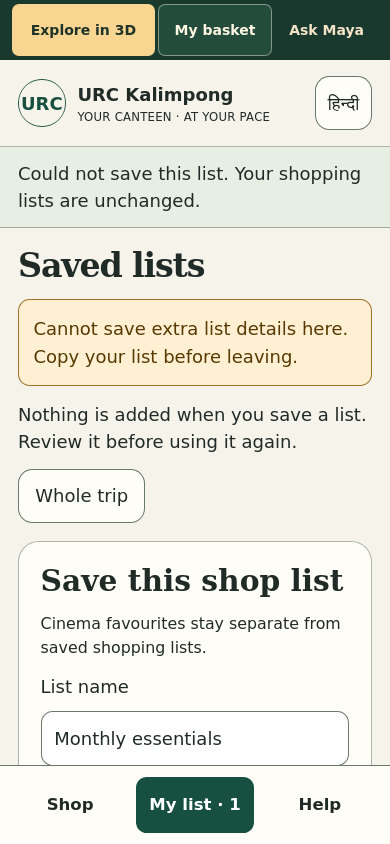 Explore in 3D
My basket
Ask Maya
URC
URC Kalimpong
YOUR CANTEEN · AT YOUR PACE
हिन्दी
Could not save this list. Your shopping
lists are unchanged.
Saved lists
Cannot save extra list details here.
Copy your list before leaving.
Nothing is added when you save a list.
Review it before using it again.
Whole trip
Save this shop list
Cinema favourites stay separate from
saved shopping lists.
List name
Monthly essentials
Shop
My list · 1
Help